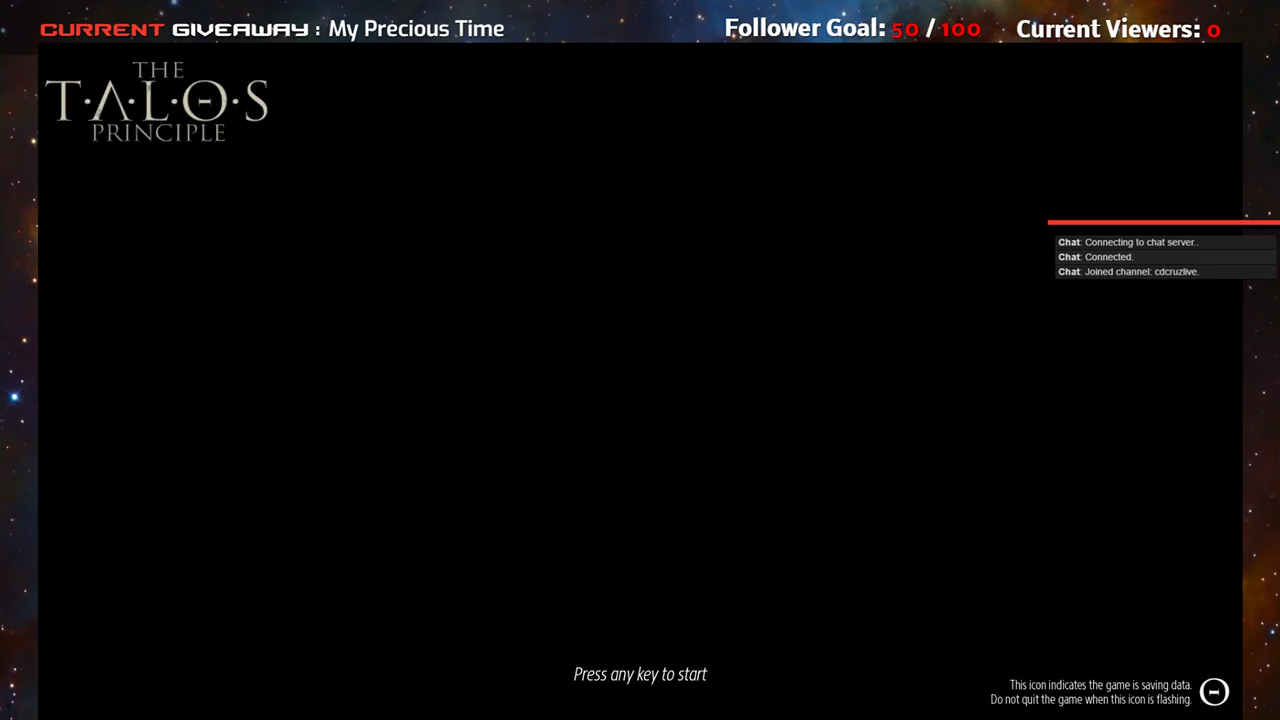 CURRENT GIVEAWAY : My Precious Time
Follower Goal: 50 / 100
Current Viewers: 0
THE
T·Λ·L·Θ·S
PRINCIPLE
Chat: Connecting to chat server..
Chat: Connected.
Chat: Joined channel: cdcruzlive.
Press any key to start
This icon indicates the game is saving data.
Do not quit the game when this icon is flashing.